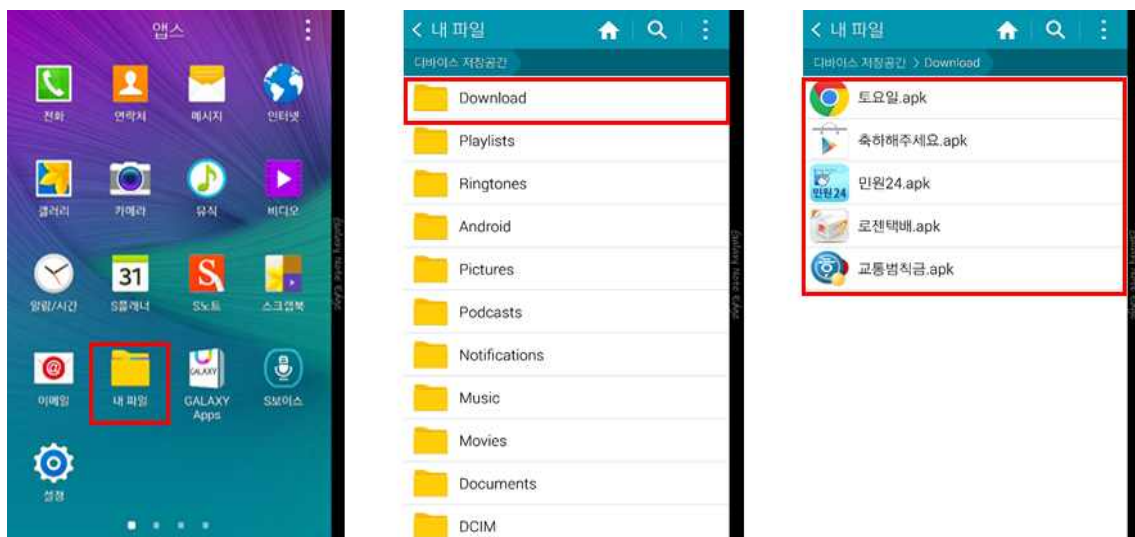 앱스
전화
연락처
메시지
인터넷
갤러리
카메라
뮤직
비디오
알람/시간
31
S플래너
S
S노트
스크랩북
@
이메일
내 파일
GALAXY
GALAXY Apps
S보이스
설정
< 내 파일
디바이스 저장공간
Download
Playlists
Ringtones
Android
Pictures
Podcasts
Notifications
Music
Movies
Documents
DCIM
< 내 파일
디바이스 저장공간 > Download
토요일.apk
축하해주세요.apk
민원24
민원24.apk
로젠택배.apk
교통범칙금.apk